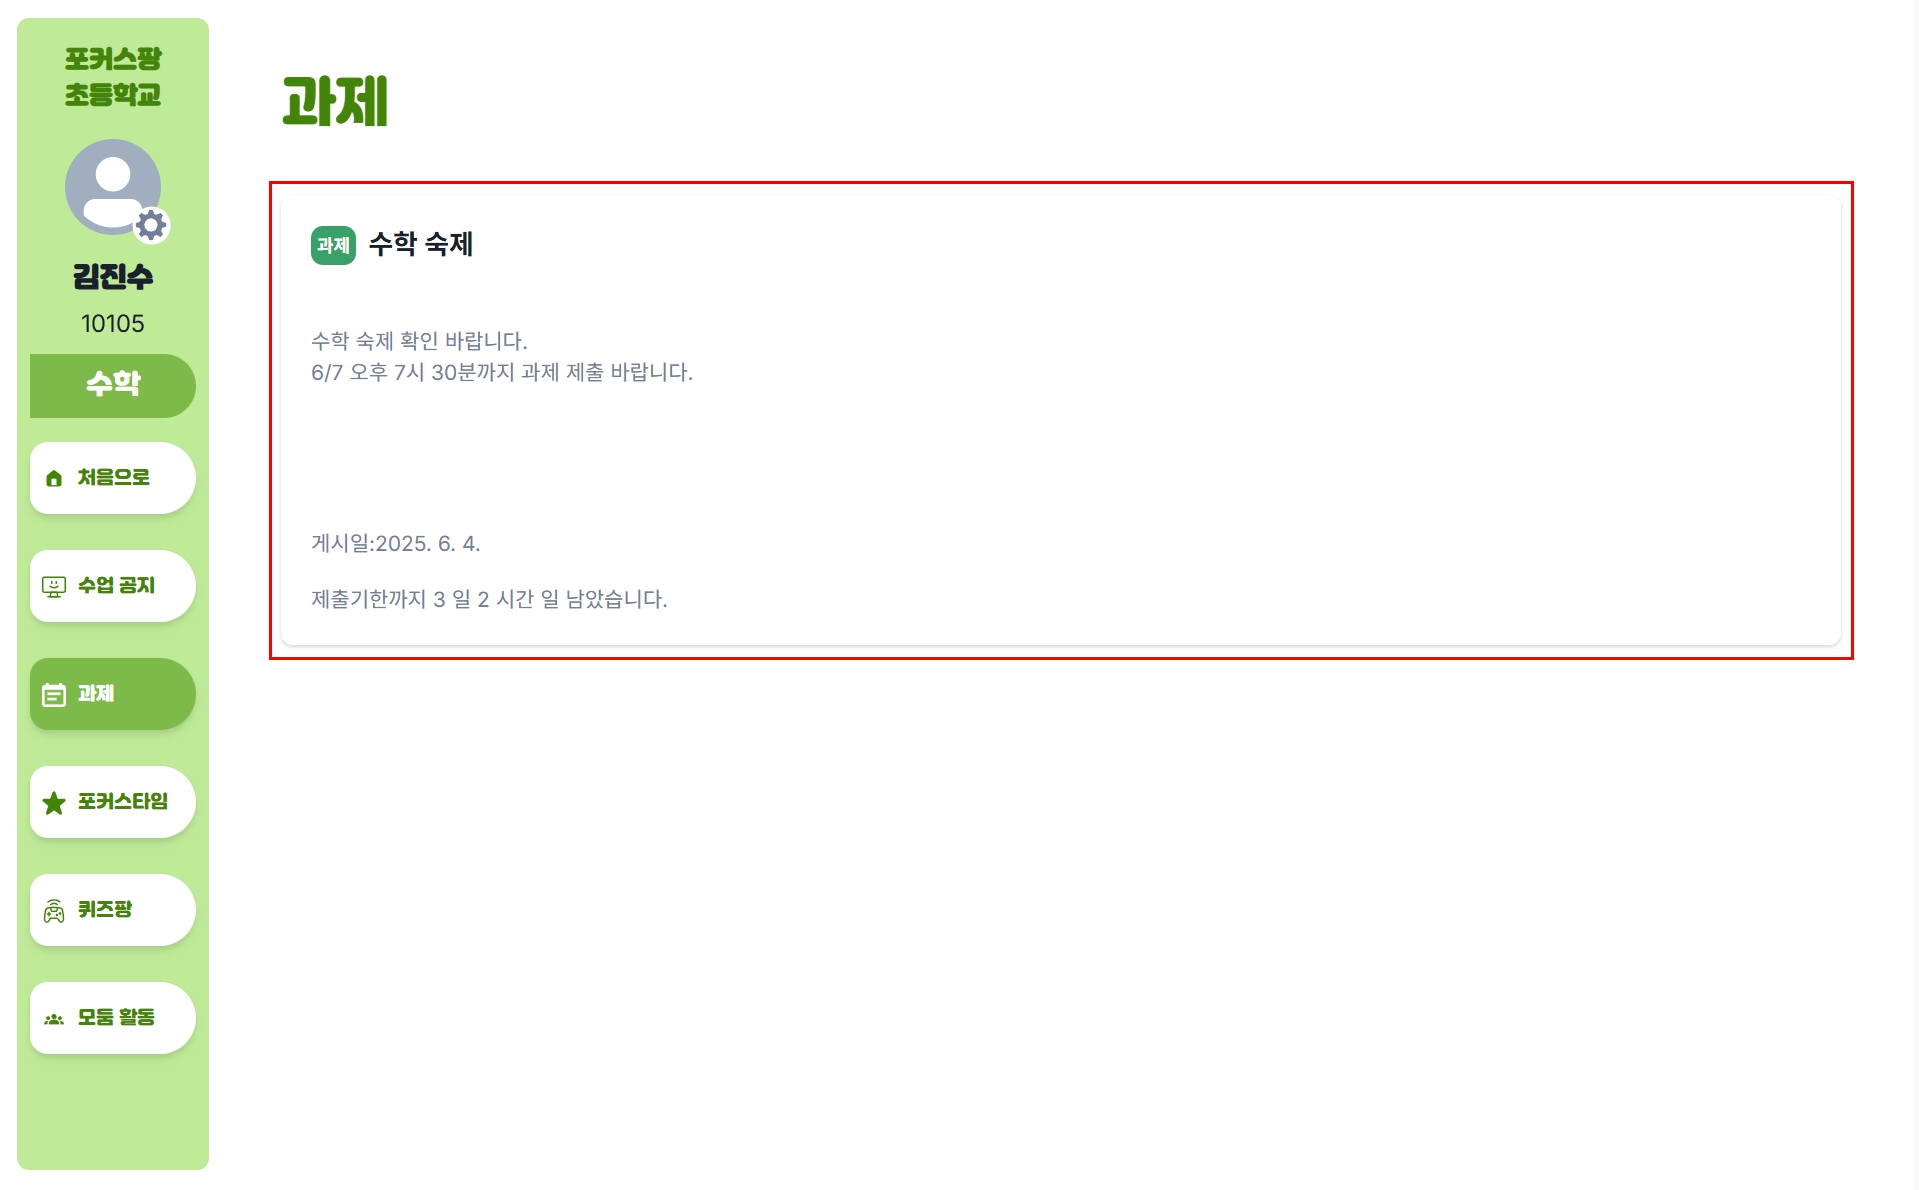 포커스팡
초등학교
김진수
10105
수학
처음으로
수업 공지
과제
포커스타임
퀴즈팡
모둠 활동
과제
과제 수학 숙제
수학 숙제 확인 바랍니다.
6/7 오후 7시 30분까지 과제 제출 바랍니다.
게시일:2025. 6. 4.
제출기한까지 3 일 2 시간 일 남았습니다.